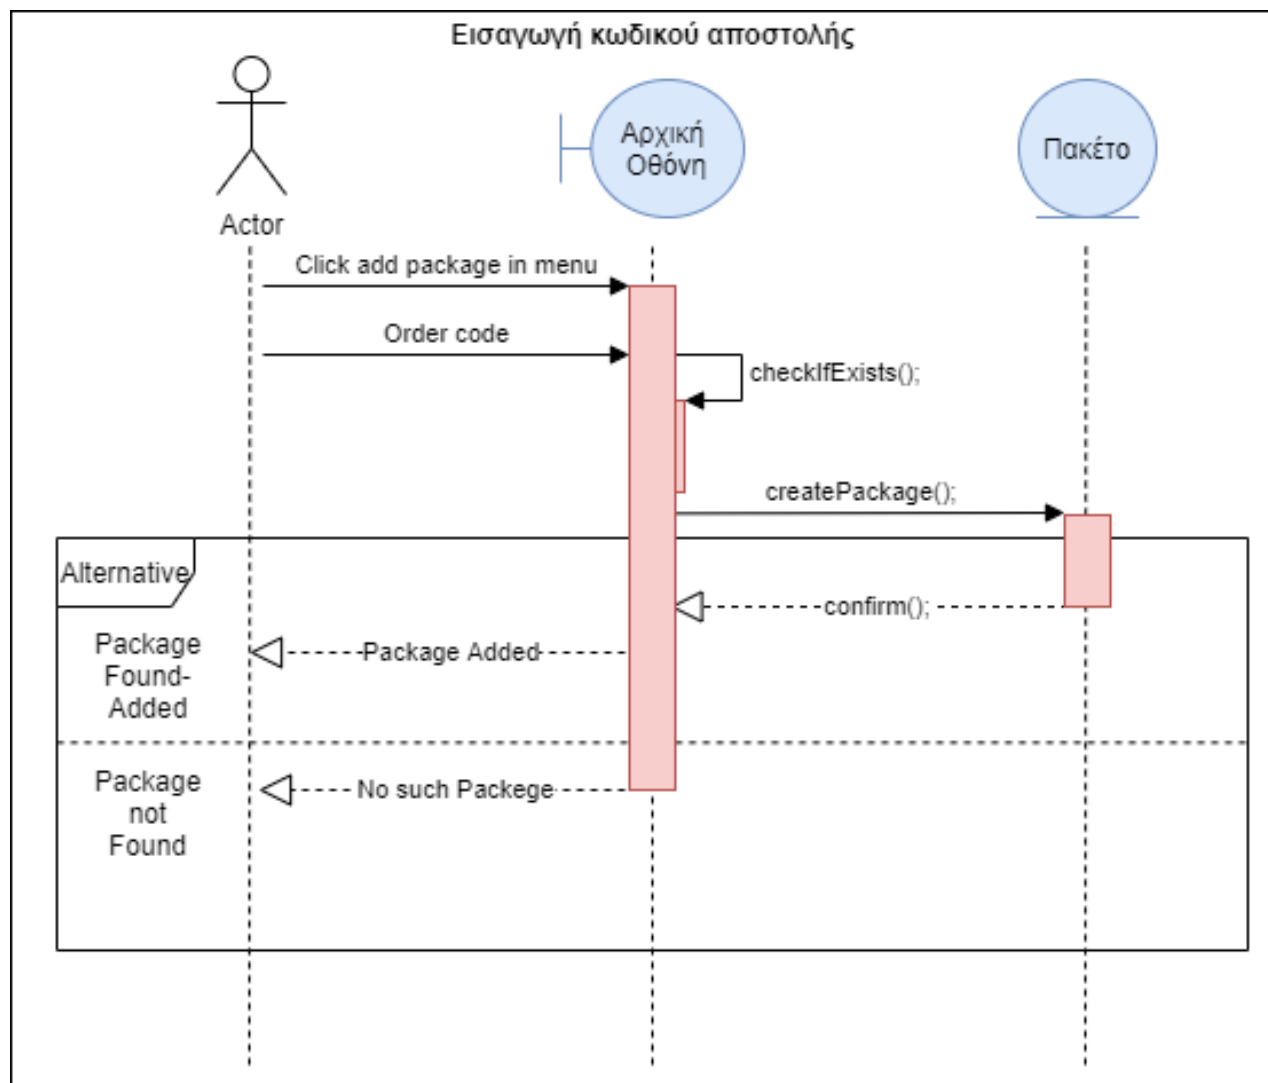 Εισαγωγή κωδικού αποστολής
Αρχική
Οθόνη
Πακέτο
Actor
Click add package in menu
Order code
checkIfExists();
createPackage();
Alternative
confirm();
Package
Found-
Added
Package Added
Package
not
Found
No such Packege